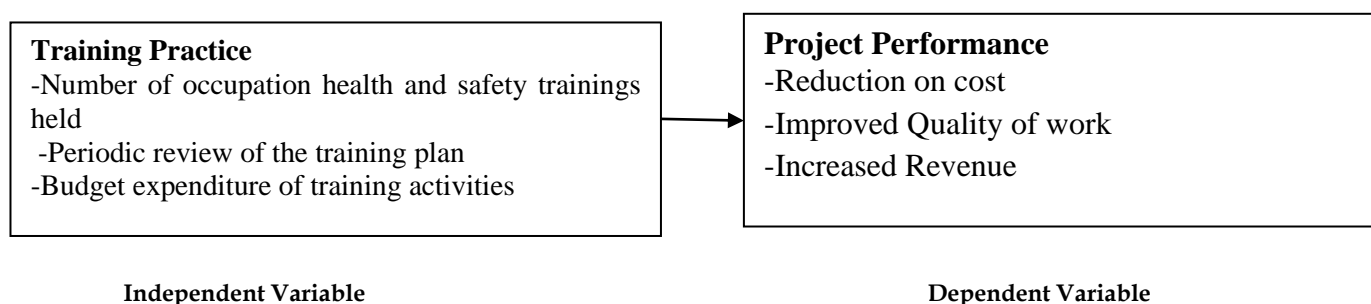 Training Practice
-Number of occupation health and safety trainings
held
-Periodic review of the training plan
-Budget expenditure of training activities
Project Performance
-Reduction on cost
-Improved Quality of work
-Increased Revenue
Independent Variable
Dependent Variable